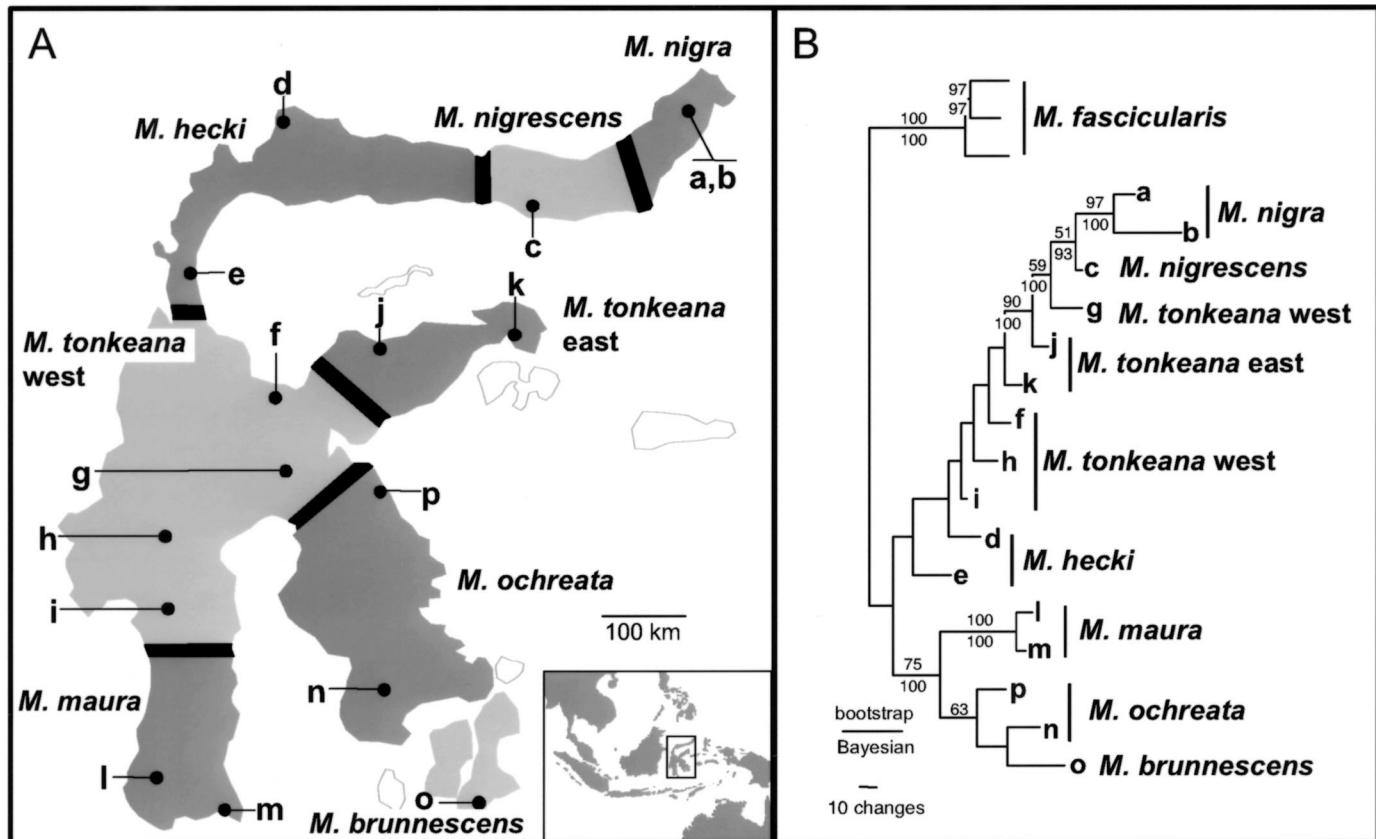 A
M. nigra
d
M. hecki
M. nigrescens
a,b
c
e
k
j
M. tonkeana
east
f
M. tonkeana
west
g
p
h
M. ochreata
i
100 km
M. maura
n
l
m
o
M. brunnescens
B
97
97
M. fascicularis
100
100
97
100
a
M. nigra
b
51
93
c M. nigrescens
59
100
g M. tonkeana west
90
100
j
M. tonkeana east
k
f
h
M. tonkeana west
i
d
M. hecki
e
100
100
l
M. maura
m
75
100
p
63
M. ochreata
n
o M. brunnescens
bootstrap
Bayesian
10 changes